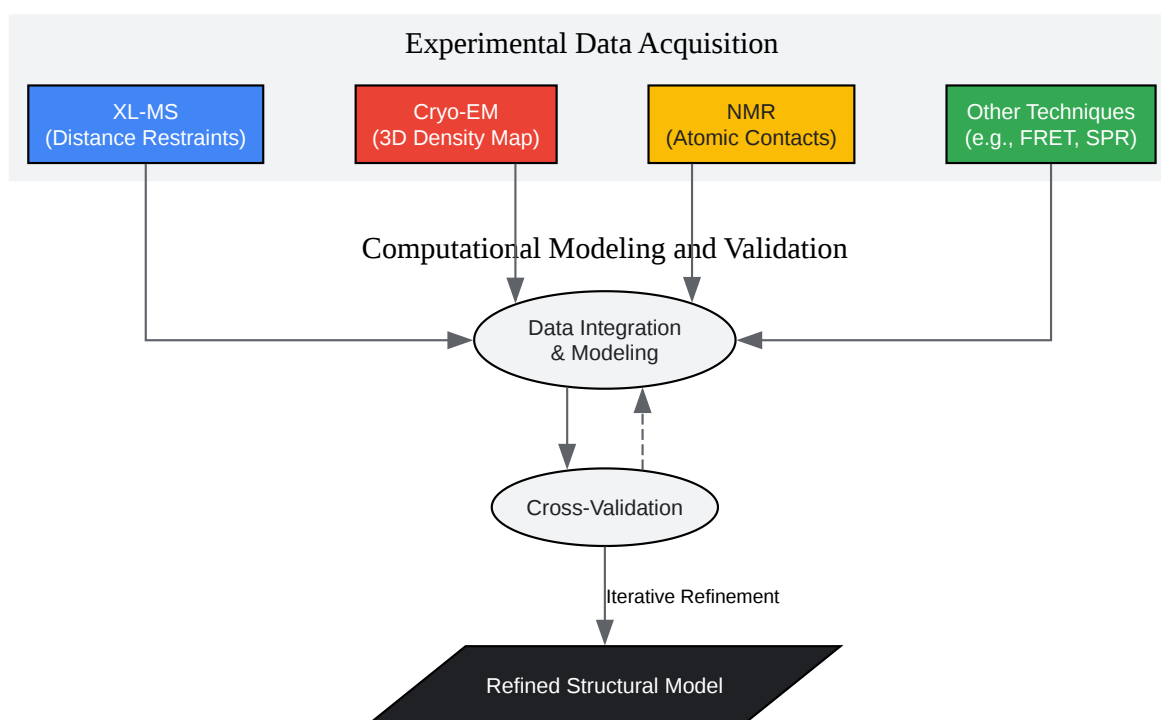 Experimental Data Acquisition
XL-MS
(Distance Restraints)
Cryo-EM
(3D Density Map)
NMR
(Atomic Contacts)
Other Techniques
(e.g., FRET, SPR)
Computational Modeling and Validation
Data Integration
& Modeling
Cross-Validation
Iterative Refinement
Refined Structural Model